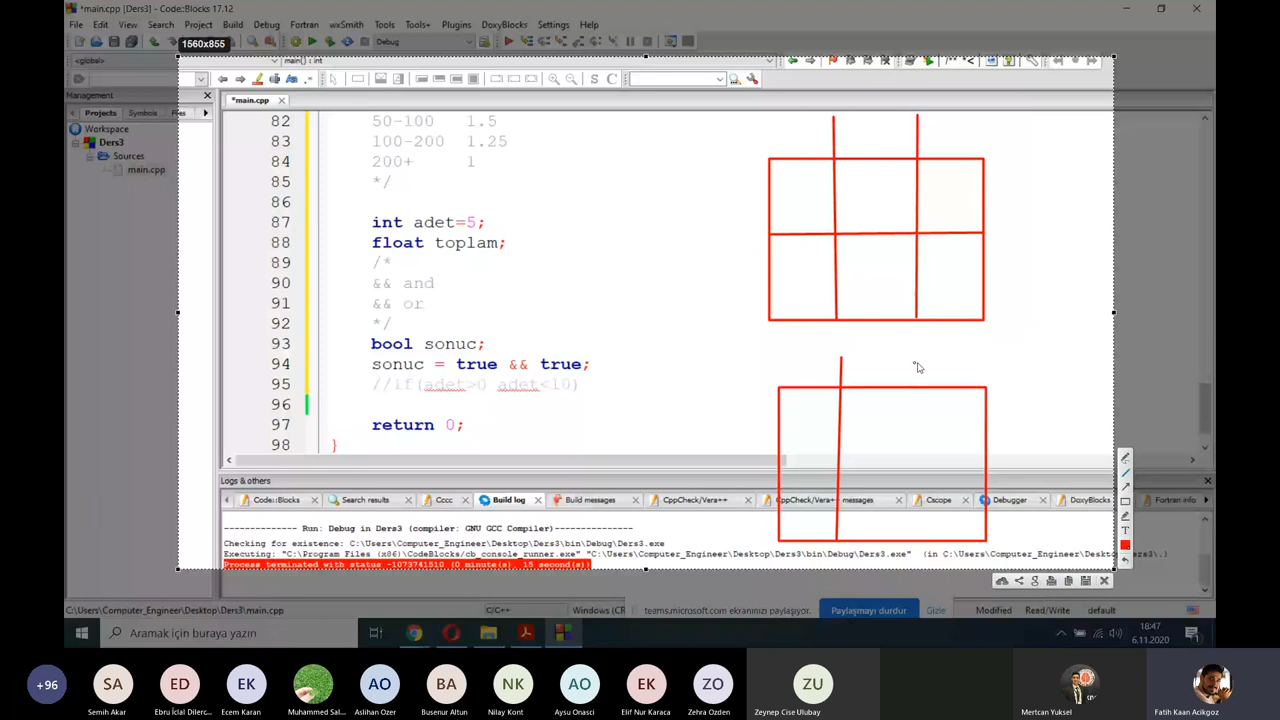 *main.cpp [Ders3] - Code::Blocks 17.12
File Edit View Search Project Build Debug Fortran wxSmith Tools Tools+ Plugins DoxyBlocks Settings Help
1560x855
Debug
<global>
main() : int
S C
Management
*main.cpp
Projects Symbols Files
Workspace
Ders3
Sources
main.cpp
82 50-100 1.5
83 100-200 1.25
84 200+ 1
85 */
86
87 int adet=5;
88 float toplam;
89 /*
90 && and
91 && or
92 */
93 bool sonuc;
94 sonuc = true && true;
95 //if(adet>0 adet<10)
96
97 return 0;
98 }
Logs & others
Code::Blocks Search results Cccc Build log Build messages CppCheck/Vera++ CppCheck/Vera++ messages Cscope Debugger DoxyBlocks Fortran info
-------------- Run: Debug in Ders3 (compiler: GNU GCC Compiler)---------------
Checking for existence: C:\Users\Computer_Engineer\Desktop\Ders3\bin\Debug\Ders3.exe
Executing: "C:\Program Files (x86)\CodeBlocks/cb_console_runner.exe" "C:\Users\Computer_Engineer\Desktop\Ders3\bin\Debug\Ders3.exe" (in C:\Users\Computer_Engineer\Desktop\Ders3\.)
Process terminated with status -1073741510 (0 minute(s), 15 second(s))
C:\Users\Computer_Engineer\Desktop\Ders3\main.cpp C/C++ Windows (CR teams.microsoft.com ekranınızı paylaşıyor. Paylaşmayı durdur Gizle Modified Read/Write default
Aramak için buraya yazın
18:47
6.11.2020
+96 SA ED EK AO BA NK AO EK ZO ZU
Semih Akar Ebru İclal Dilerc... Ecem Karan Muhammed Sal... Aslihan Ozer Busenur Altun Nilay Kont Aysu Onasci Elif Nur Karaca Zehra Ozden Zeynep Cise Ulubay Mertcan Yuksel Fatih Kaan Acikgoz